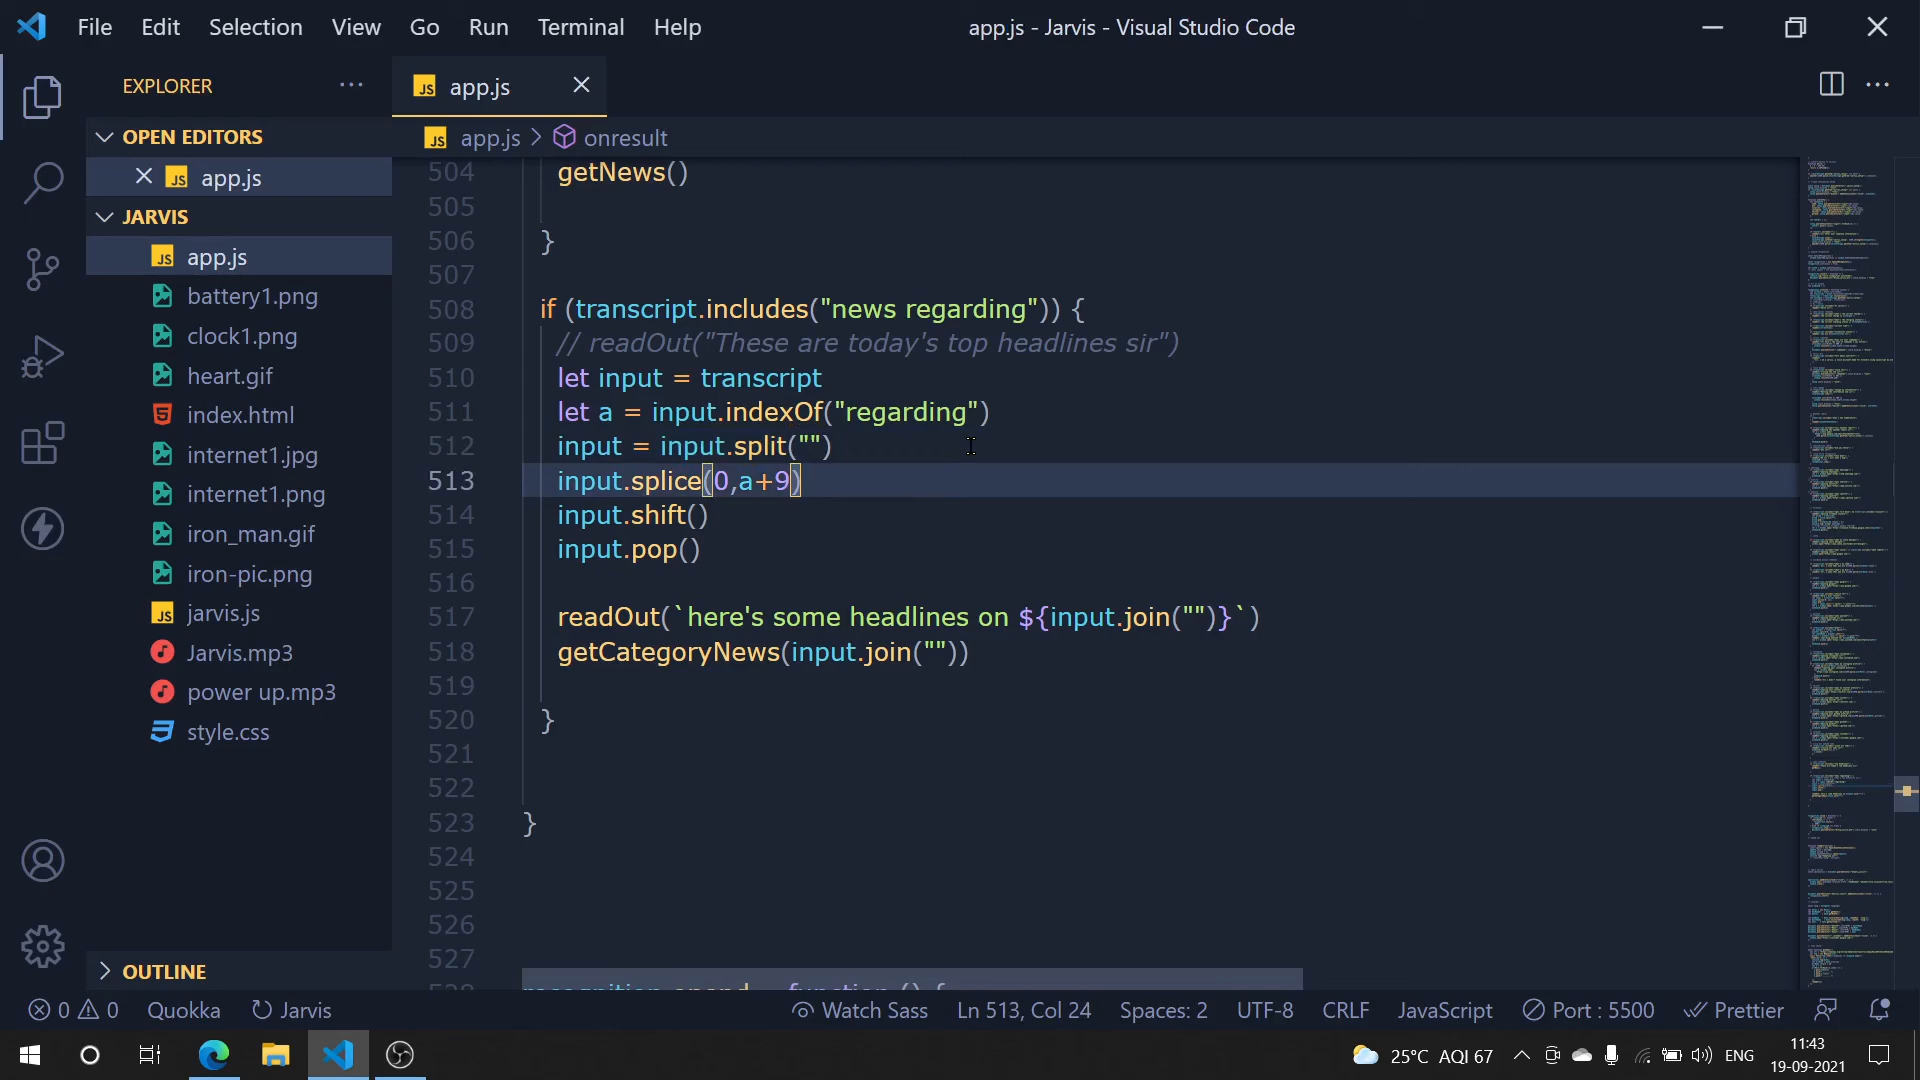 File Edit Selection View Go Run Terminal Help
app.js - Jarvis - Visual Studio Code
EXPLORER
OPEN EDITORS
JS app.js
JARVIS
JS app.js
battery1.png
clock1.png
heart.gif
index.html
internet1.jpg
internet1.png
iron_man.gif
iron-pic.png
JS jarvis.js
Jarvis.mp3
power up.mp3
style.css
OUTLINE
JS app.js
JS app.js > onresult
504 getNews()
505
506 }
507
508 if (transcript.includes("news regarding")) {
509 // readOut("These are today's top headlines sir")
510 let input = transcript
511 let a = input.indexOf("regarding")
512 input = input.split("")
513 input.splice(0,a+9)
514 input.shift()
515 input.pop()
516
517 readOut(`here's some headlines on ${input.join("")}`)
518 getCategoryNews(input.join(""))
519
520 }
521
522
523 }
524
525
526
527
0 0 Quokka Jarvis Watch Sass Ln 513, Col 24 Spaces: 2 UTF-8 CRLF JavaScript Port : 5500 Prettier
25°C AQI 67 ENG 11:43
19-09-2021